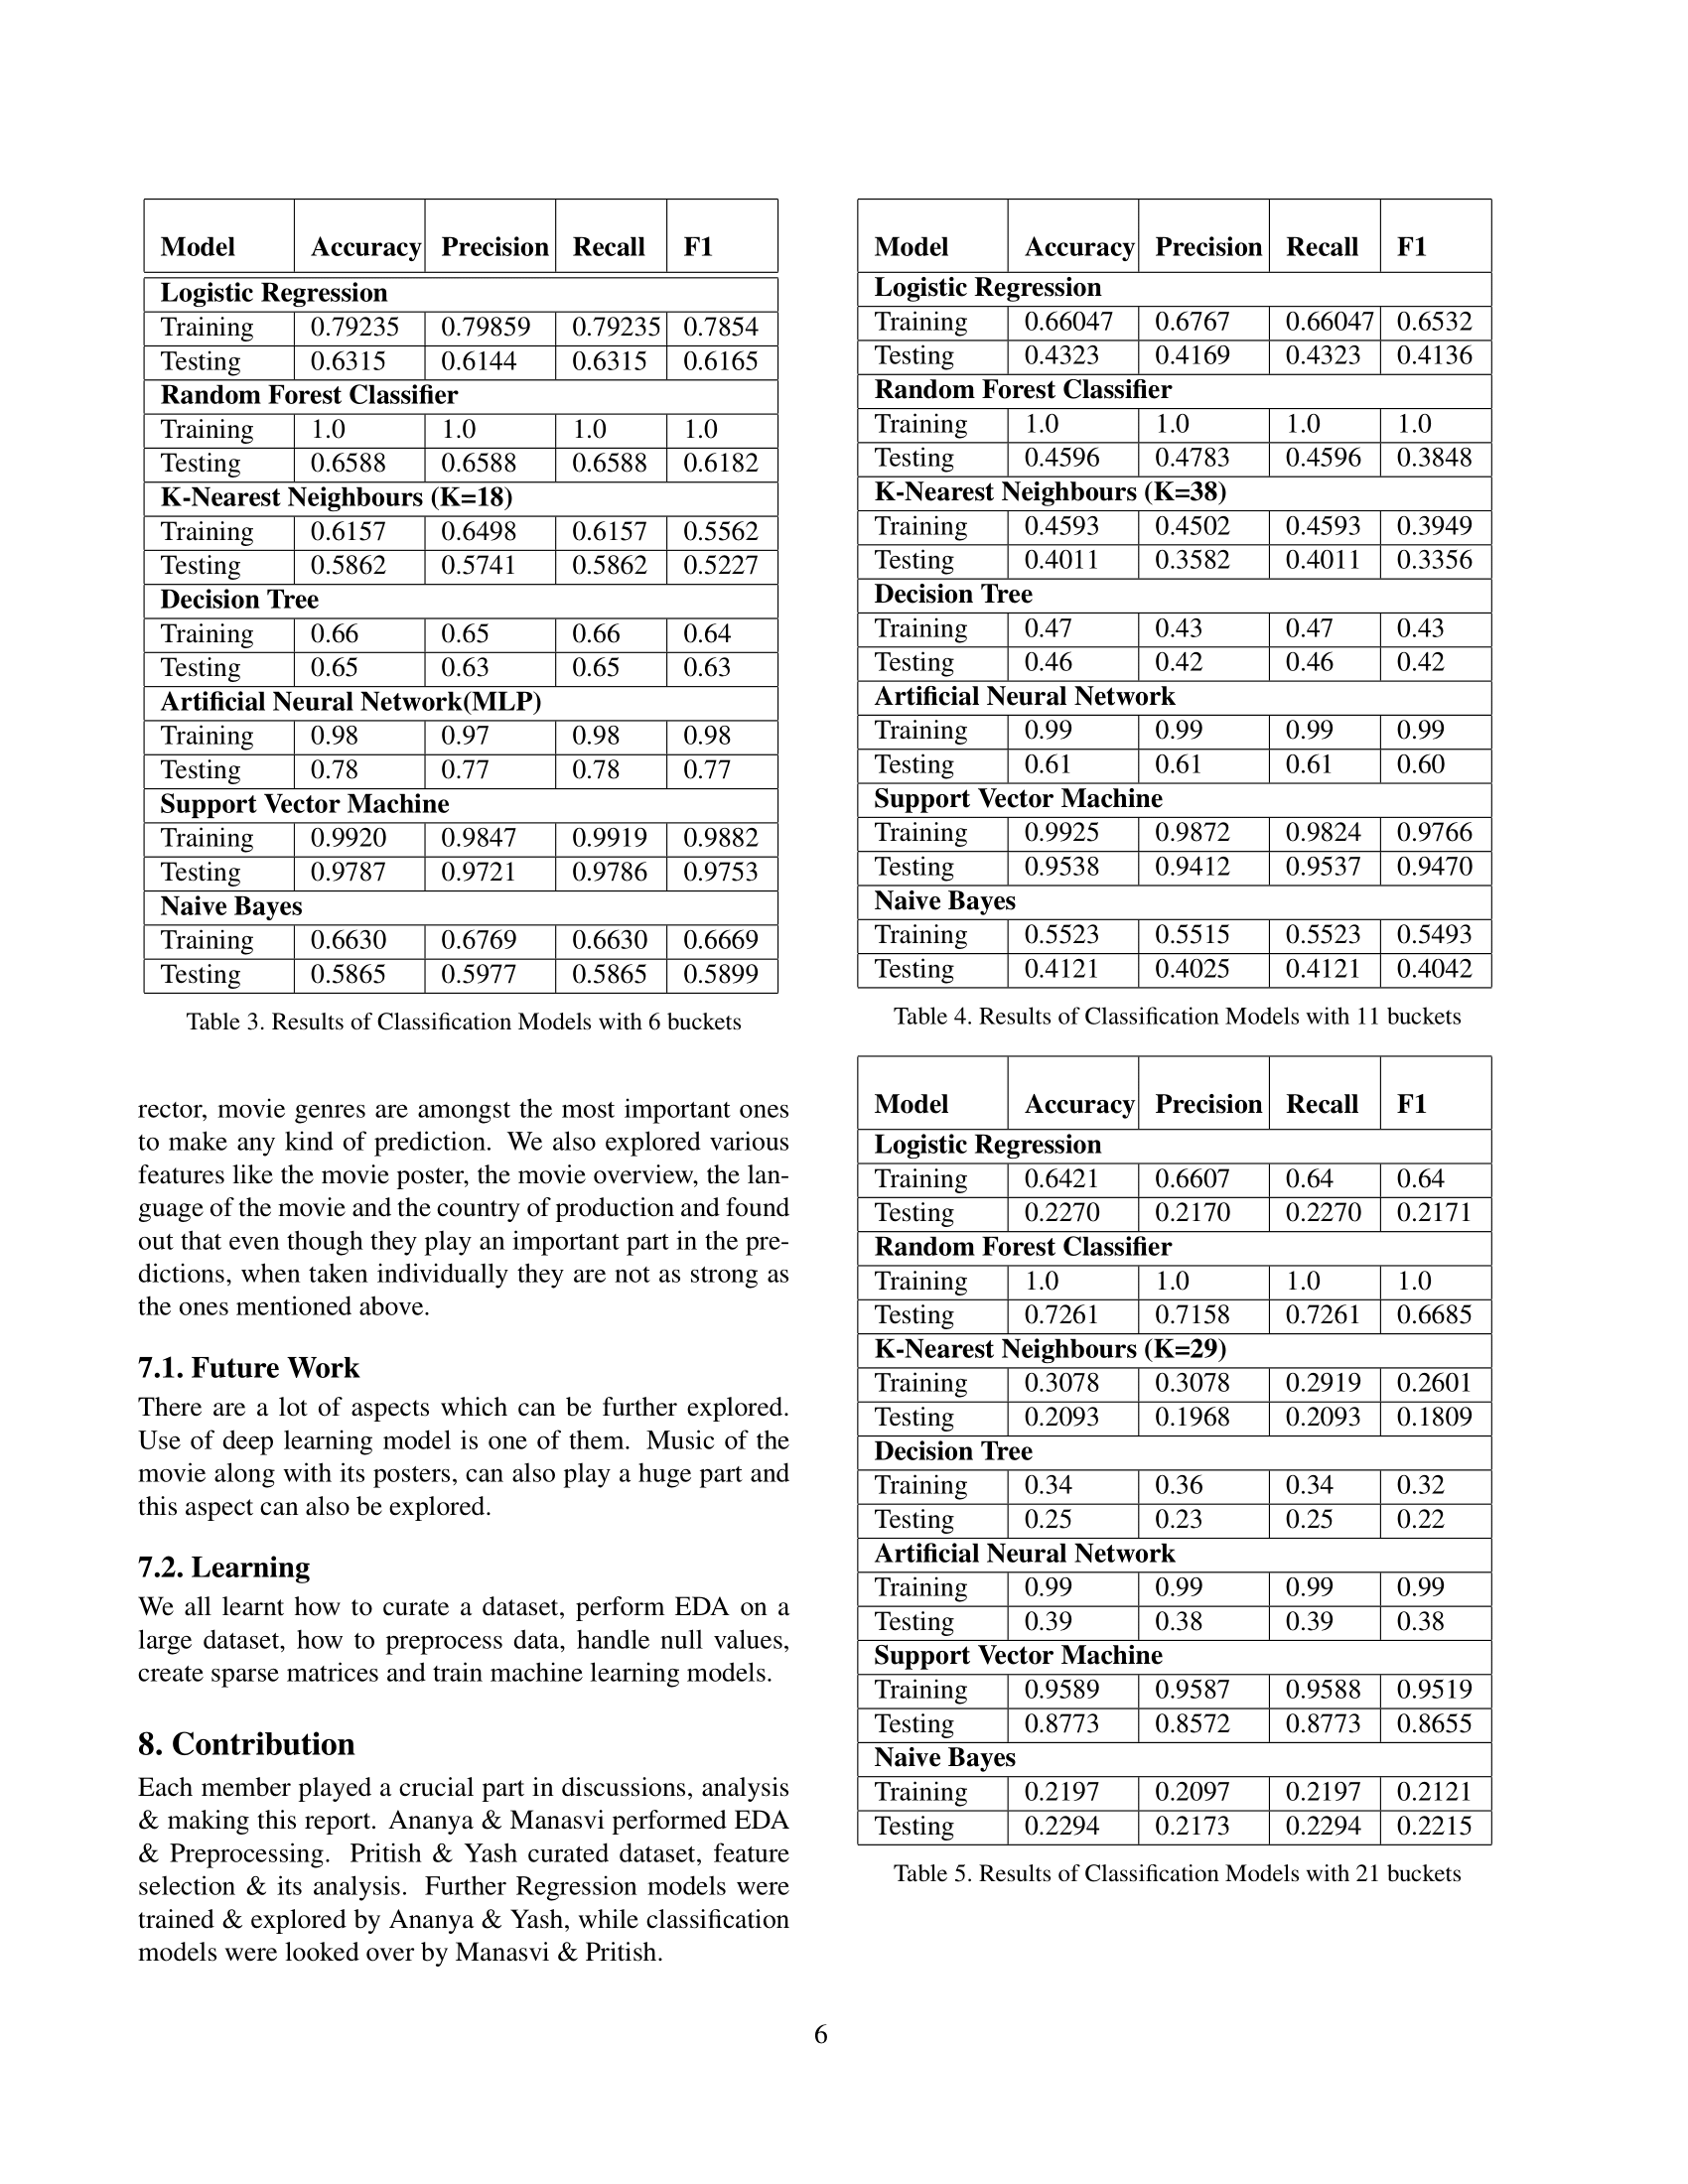 Model Accuracy Precision Recall F1
Logistic Regression
Training 0.79235 0.79859 0.79235 0.7854
Testing 0.6315 0.6144 0.6315 0.6165
Random Forest Classifier
Training 1.0 1.0 1.0 1.0
Testing 0.6588 0.6588 0.6588 0.6182
K-Nearest Neighbours (K=18)
Training 0.6157 0.6498 0.6157 0.5562
Testing 0.5862 0.5741 0.5862 0.5227
Decision Tree
Training 0.66 0.65 0.66 0.64
Testing 0.65 0.63 0.65 0.63
Artificial Neural Network(MLP)
Training 0.98 0.97 0.98 0.98
Testing 0.78 0.77 0.78 0.77
Support Vector Machine
Training 0.9920 0.9847 0.9919 0.9882
Testing 0.9787 0.9721 0.9786 0.9753
Naive Bayes
Training 0.6630 0.6769 0.6630 0.6669
Testing 0.5865 0.5977 0.5865 0.5899
Table 3. Results of Classification Models with 6 buckets
rector, movie genres are amongst the most important ones
to make any kind of prediction. We also explored various
features like the movie poster, the movie overview, the lan-
guage of the movie and the country of production and found
out that even though they play an important part in the pre-
dictions, when taken individually they are not as strong as
the ones mentioned above.
7.1. Future Work
There are a lot of aspects which can be further explored.
Use of deep learning model is one of them. Music of the
movie along with its posters, can also play a huge part and
this aspect can also be explored.
7.2. Learning
We all learnt how to curate a dataset, perform EDA on a
large dataset, how to preprocess data, handle null values,
create sparse matrices and train machine learning models.
8. Contribution
Each member played a crucial part in discussions, analysis
& making this report. Ananya & Manasvi performed EDA
& Preprocessing. Pritish & Yash curated dataset, feature
selection & its analysis. Further Regression models were
trained & explored by Ananya & Yash, while classification
models were looked over by Manasvi & Pritish.
Model Accuracy Precision Recall F1
Logistic Regression
Training 0.66047 0.6767 0.66047 0.6532
Testing 0.4323 0.4169 0.4323 0.4136
Random Forest Classifier
Training 1.0 1.0 1.0 1.0
Testing 0.4596 0.4783 0.4596 0.3848
K-Nearest Neighbours (K=38)
Training 0.4593 0.4502 0.4593 0.3949
Testing 0.4011 0.3582 0.4011 0.3356
Decision Tree
Training 0.47 0.43 0.47 0.43
Testing 0.46 0.42 0.46 0.42
Artificial Neural Network
Training 0.99 0.99 0.99 0.99
Testing 0.61 0.61 0.61 0.60
Support Vector Machine
Training 0.9925 0.9872 0.9824 0.9766
Testing 0.9538 0.9412 0.9537 0.9470
Naive Bayes
Training 0.5523 0.5515 0.5523 0.5493
Testing 0.4121 0.4025 0.4121 0.4042
Table 4. Results of Classification Models with 11 buckets
Model Accuracy Precision Recall F1
Logistic Regression
Training 0.6421 0.6607 0.64 0.64
Testing 0.2270 0.2170 0.2270 0.2171
Random Forest Classifier
Training 1.0 1.0 1.0 1.0
Testing 0.7261 0.7158 0.7261 0.6685
K-Nearest Neighbours (K=29)
Training 0.3078 0.3078 0.2919 0.2601
Testing 0.2093 0.1968 0.2093 0.1809
Decision Tree
Training 0.34 0.36 0.34 0.32
Testing 0.25 0.23 0.25 0.22
Artificial Neural Network
Training 0.99 0.99 0.99 0.99
Testing 0.39 0.38 0.39 0.38
Support Vector Machine
Training 0.9589 0.9587 0.9588 0.9519
Testing 0.8773 0.8572 0.8773 0.8655
Naive Bayes
Training 0.2197 0.2097 0.2197 0.2121
Testing 0.2294 0.2173 0.2294 0.2215
Table 5. Results of Classification Models with 21 buckets
6